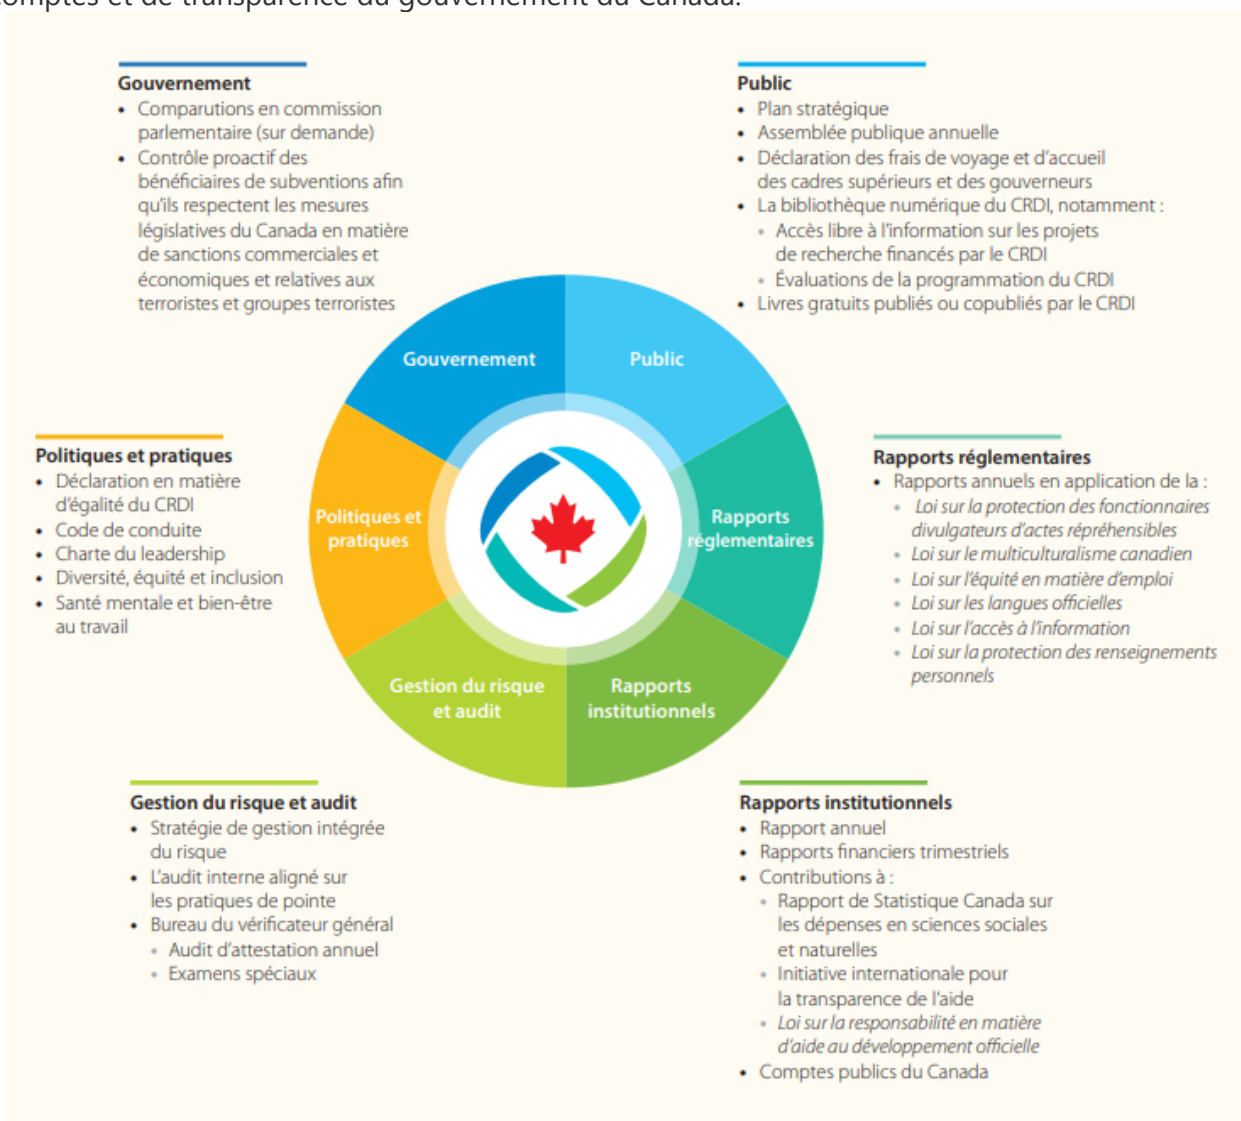 comptes et de transparence du gouvernement du Canada.
Gouvernement
• Comparutions en commission
parlementaire (sur demande)
• Contrôle proactif des
bénéficiaires de subventions afin
qu'ils respectent les mesures
législatives du Canada en matière
de sanctions commerciales et
économiques et relatives aux
terroristes et groupes terroristes
Public
• Plan stratégique
• Assemblée publique annuelle
• Déclaration des frais de voyage et d'accueil
des cadres supérieurs et des gouverneurs
• La bibliothèque numérique du CRDI, notamment :
• Accès libre à l'information sur les projets
de recherche financés par le CRDI
• Évaluations de la programmation du CRDI
• Livres gratuits publiés ou copubliés par le CRDI
Gouvernement
Public
Politiques et
pratiques
Rapports
réglementaires
Gestion du risque
et audit
Rapports
institutionnels
Politiques et pratiques
• Déclaration en matière
d'égalité du CRDI
• Code de conduite
• Charte du leadership
• Diversité, équité et inclusion
• Santé mentale et bien-être
au travail
Rapports réglementaires
• Rapports annuels en application de la :
• Loi sur la protection des fonctionnaires
divulgateurs d'actes répréhensibles
• Loi sur le multiculturalisme canadien
• Loi sur l'équité en matière d'emploi
• Loi sur les langues officielles
• Loi sur l'accès à l'information
• Loi sur la protection des renseignements
personnels
Gestion du risque et audit
• Stratégie de gestion intégrée
du risque
• L'audit interne aligné sur
les pratiques de pointe
• Bureau du vérificateur général
• Audit d'attestation annuel
• Examens spéciaux
Rapports institutionnels
• Rapport annuel
• Rapports financiers trimestriels
• Contributions à :
• Rapport de Statistique Canada sur
les dépenses en sciences sociales
et naturelles
• Initiative internationale pour
la transparence de l'aide
• Loi sur la responsabilité en matière
d'aide au développement officielle
• Comptes publics du Canada